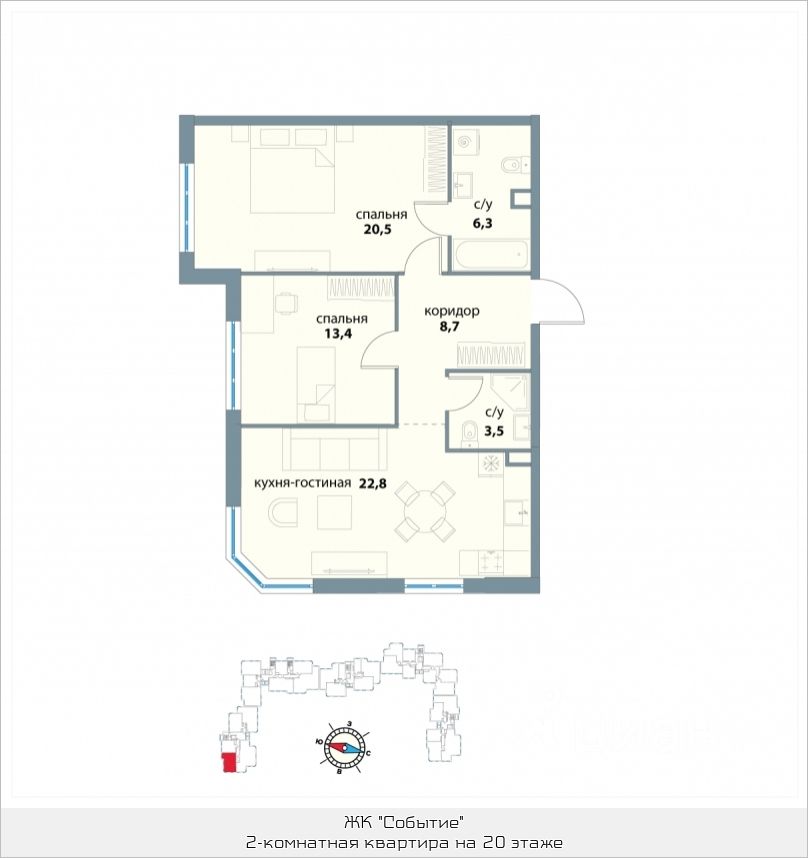 спальня
20,5
с/у
6,3
спальня
13,4
коридор
8,7
с/у
3,5
кухня-гостиная 22,8
З
Ю
С
В
ЖК "Событие"
2-комнатная квартира на 20 этаже